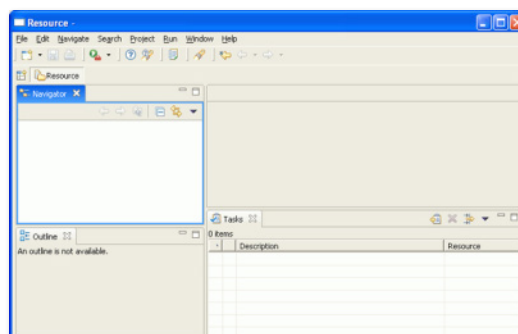 Resource -
File Edit Navigate Search Project Run Window Help
Resource
Navigator
Tasks
0 items
Description Resource
Outline
An outline is not available.